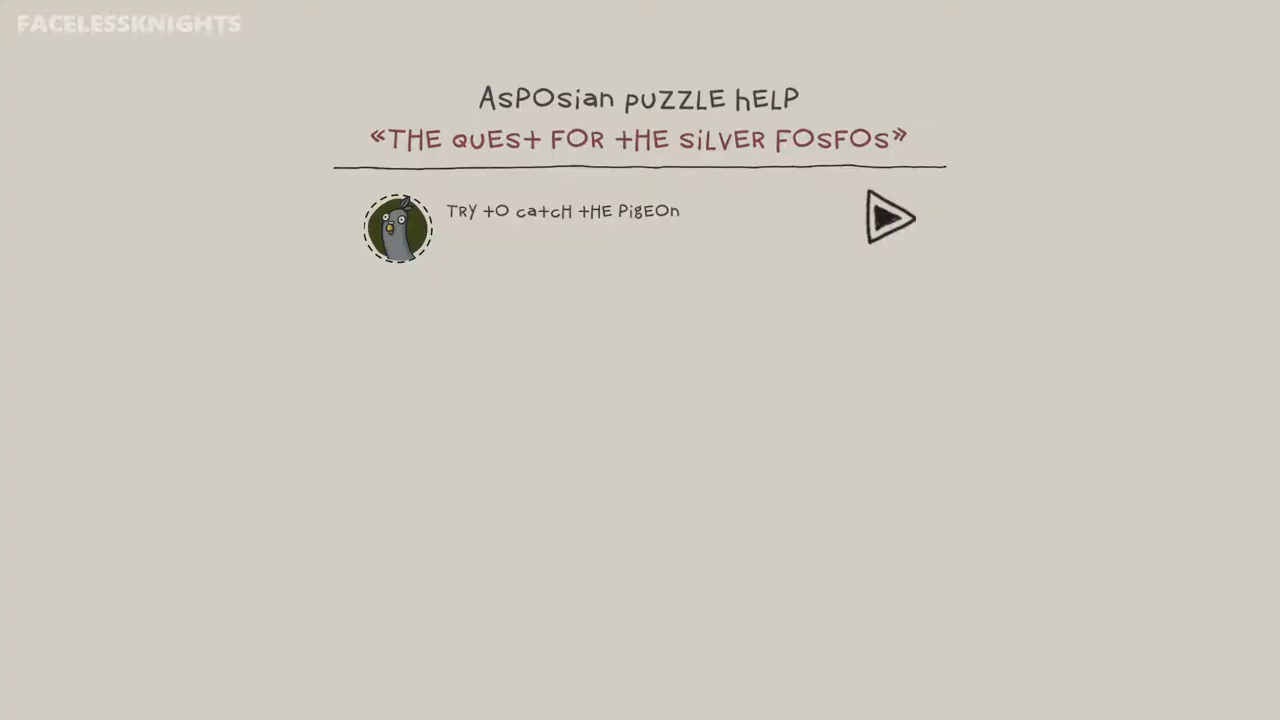 FACELESSKNIGHTS
AsPOsian puZZLE hELP
«THE QUEst FOR tHE SiLVER FOSFOS»
TRY tO catcH tHE PigEOn